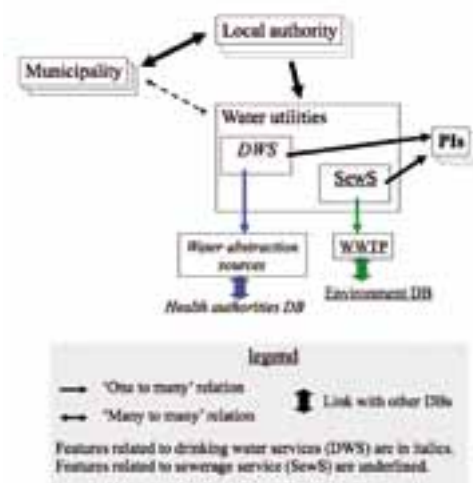 Local authority
Municipality
Water utilities
DWS
PIs
SewS
Water abstraction
sources
WWTP
Health authorities DB
Environment DB
legend
'One to many' relation
'Many to many' relation
Link with other DBs
Features related to drinking water services (DWS) are in italics.
Features related to sewerage service (SewS) are underlined.